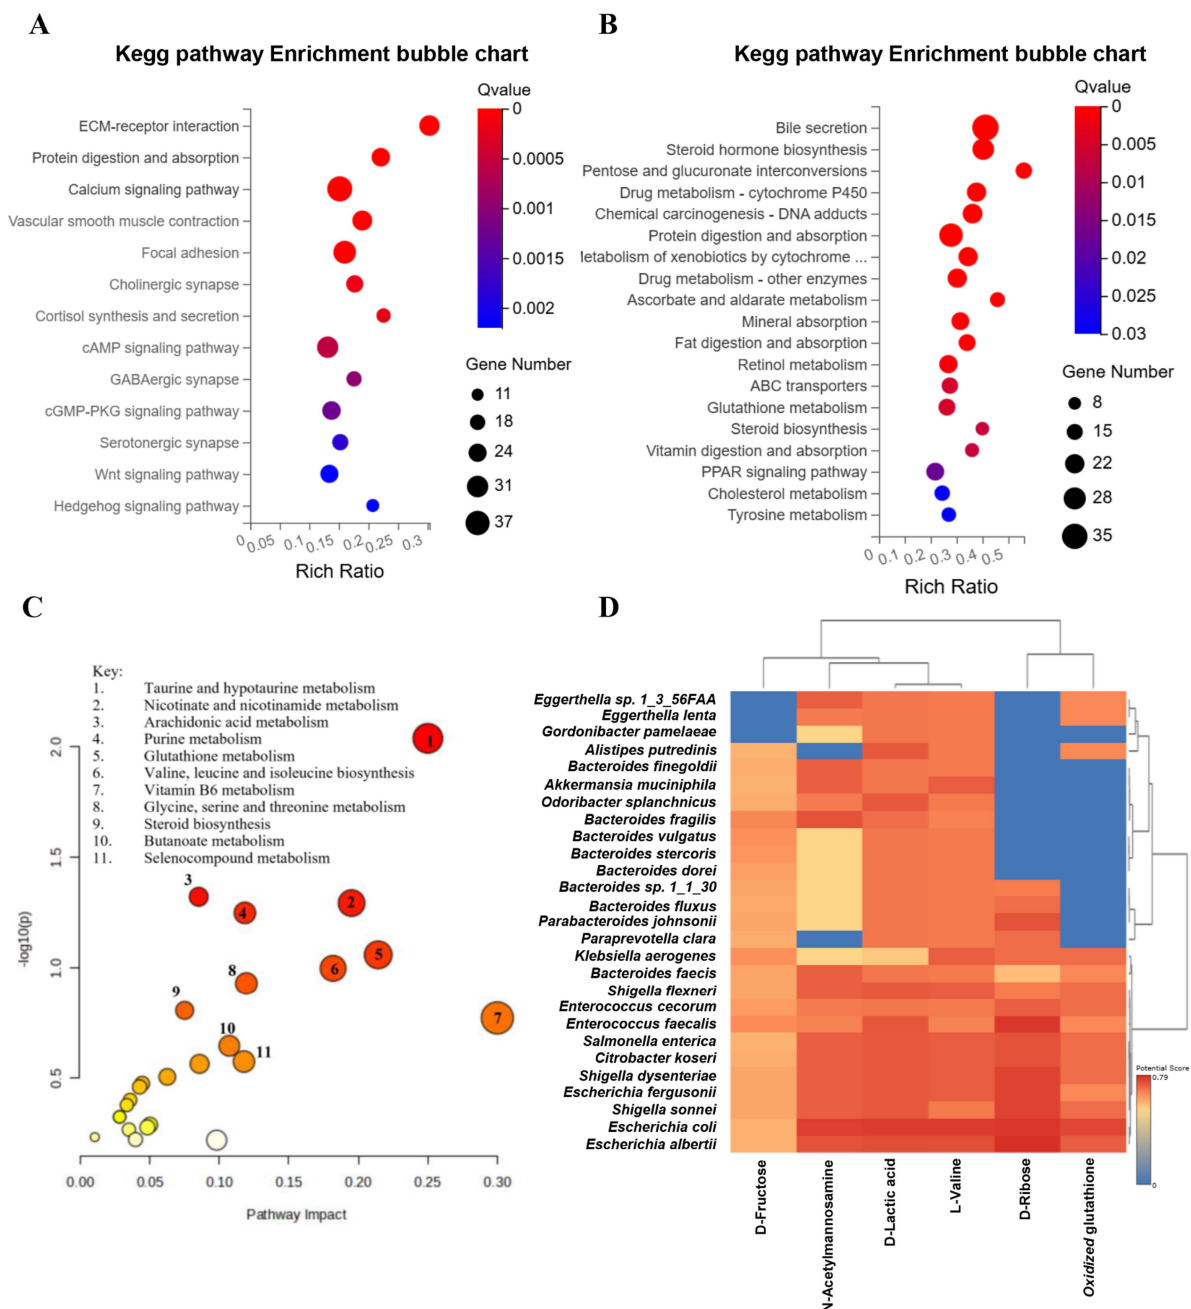 A
Kegg pathway Enrichment bubble chart
Qvalue
0
0.0005
0.001
0.0015
0.002
ECM-receptor interaction
Protein digestion and absorption
Calcium signaling pathway
Vascular smooth muscle contraction
Focal adhesion
Cholinergic synapse
Cortisol synthesis and secretion
cAMP signaling pathway
GABAergic synapse
cGMP-PKG signaling pathway
Serotonergic synapse
Wnt signaling pathway
Hedgehog signaling pathway
Gene Number
11
18
24
31
37
0 0.05 0.1 0.15 0.2 0.25 0.3
Rich Ratio
B
Kegg pathway Enrichment bubble chart
Qvalue
0
0.005
0.01
0.015
0.02
0.025
0.03
Bile secretion
Steroid hormone biosynthesis
Pentose and glucuronate interconversions
Drug metabolism - cytochrome P450
Chemical carcinogenesis - DNA adducts
Protein digestion and absorption
letabolism of xenobiotics by cytochrome ...
Drug metabolism - other enzymes
Ascorbate and aldarate metabolism
Mineral absorption
Fat digestion and absorption
Retinol metabolism
ABC transporters
Glutathione metabolism
Steroid biosynthesis
Vitamin digestion and absorption
PPAR signaling pathway
Cholesterol metabolism
Tyrosine metabolism
Gene Number
8
15
22
28
35
0 0.1 0.2 0.3 0.4 0.5
Rich Ratio
C
Key:
1. Taurine and hypotaurine metabolism
2. Nicotinate and nicotinamide metabolism
3. Arachidonic acid metabolism
4. Purine metabolism
5. Glutathione metabolism
6. Valine, leucine and isoleucine biosynthesis
7. Vitamin B6 metabolism
8. Glycine, serine and threonine metabolism
9. Steroid biosynthesis
10. Butanoate metabolism
11. Selenocompound metabolism
2.0
1.5
1.0
0.5
-log10(p)
1
3
2
4
5
6
8
9
7
10
11
0.00 0.05 0.10 0.15 0.20 0.25 0.30
Pathway Impact
D
Eggerthella sp. 1_3_56FAA
Eggerthella lenta
Gordonibacter pamelaeae
Alistipes putredinis
Bacteroides finegoldii
Akkermansia muciniphila
Odoribacter splanchnicus
Bacteroides fragilis
Bacteroides vulgatus
Bacteroides stercoris
Bacteroides dorei
Bacteroides sp. 1_1_30
Bacteroides fluxus
Parabacteroides johnsonii
Paraprevotella clara
Klebsiella aerogenes
Bacteroides faecis
Shigella flexneri
Enterococcus cecorum
Enterococcus faecalis
Salmonella enterica
Citrobacter koseri
Shigella dysenteriae
Escherichia fergusonii
Shigella sonnei
Escherichia coli
Escherichia albertii
Potential Score
0.79
0
D-Fructose
N-Acetylmannosamine
D-Lactic acid
L-Valine
D-Ribose
Oxidized glutathione